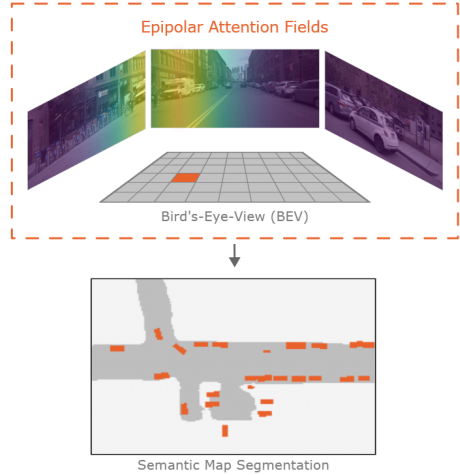 Epipolar Attention Fields
Bird's-Eye-View (BEV)
Semantic Map Segmentation